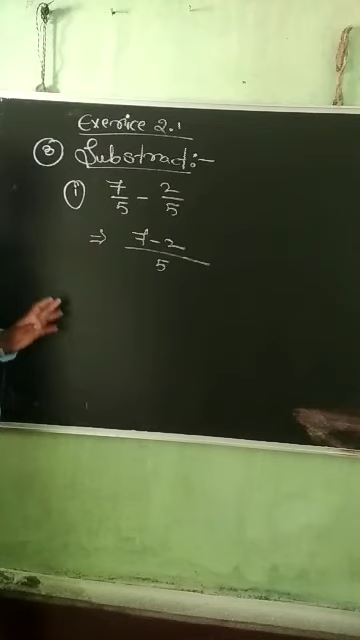 Exercice 2.1
③ Substract:-
(i) 7/5 - 2/5
⇒ 7-2/5